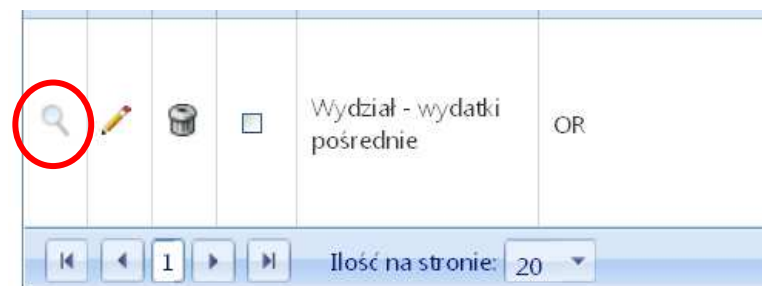 Wydział - wydatki
pośrednie
OR
1
Ilość na stronie: 20